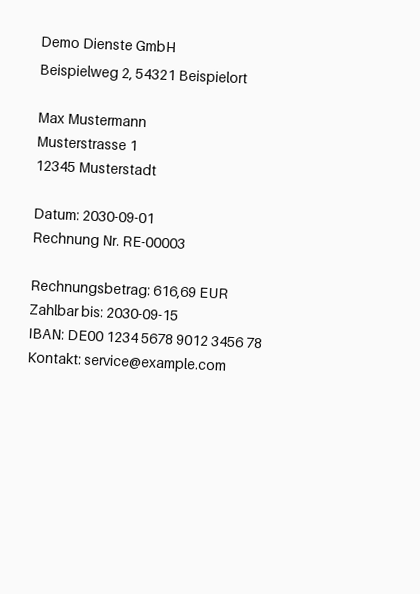 Demo Dienste GmbH
Beispielweg 2, 54321 Beispielort
Max Mustermann
Musterstrasse 1
12345 Musterstadt
Datum: 2030-09-01
Rechnung Nr. RE-00003
Rechnungsbetrag: 616,69 EUR
Zahlbar bis: 2030-09-15
IBAN: DE00 1234 5678 9012 3456 78
Kontakt: service@example.com